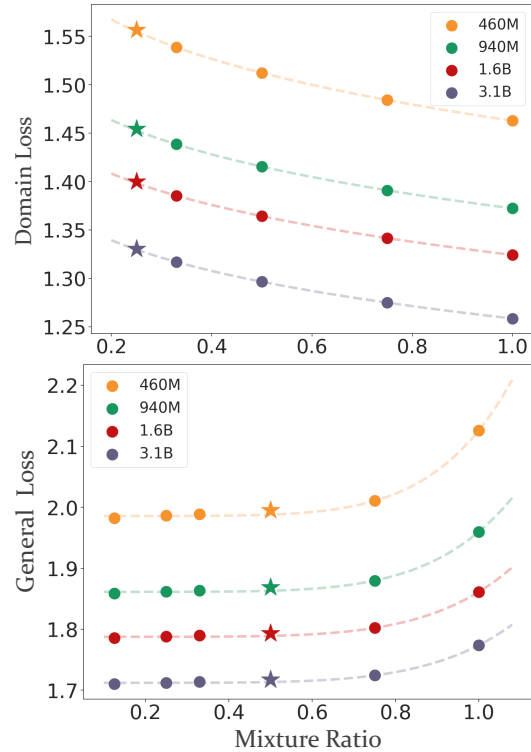 1.55
1.50
1.45
1.40
1.35
1.30
1.25
Domain Loss
460M
940M
1.6B
3.1B
0.2 0.4 0.6 0.8 1.0
2.2
2.1
2.0
1.9
1.8
1.7
General Loss
460M
940M
1.6B
3.1B
0.2 0.4 0.6 0.8 1.0
Mixture Ratio